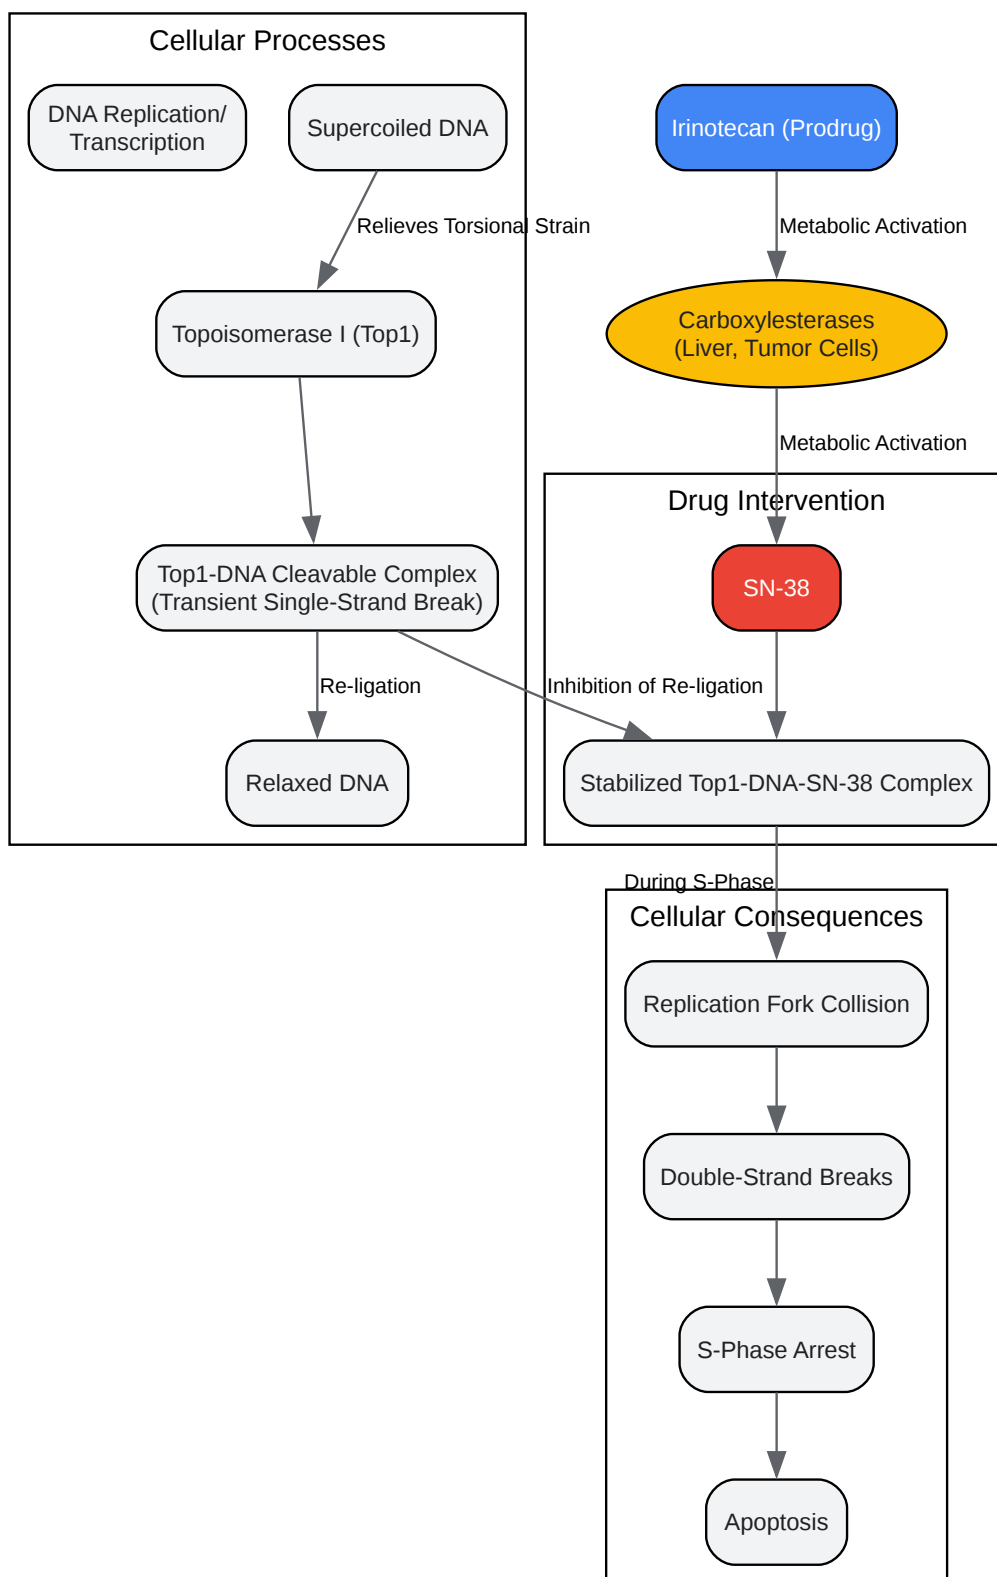 Cellular Processes
DNA Replication/
Transcription
Supercoiled DNA
Irinotecan (Prodrug)
Relieves Torsional Strain
Metabolic Activation
Topoisomerase I (Top1)
Carboxylesterases
(Liver, Tumor Cells)
Metabolic Activation
Drug Intervention
Top1-DNA Cleavable Complex
(Transient Single-Strand Break)
SN-38
Re-ligation
Inhibition of Re-ligation
Relaxed DNA
Stabilized Top1-DNA-SN-38 Complex
During S-Phase
Cellular Consequences
Replication Fork Collision
Double-Strand Breaks
S-Phase Arrest
Apoptosis